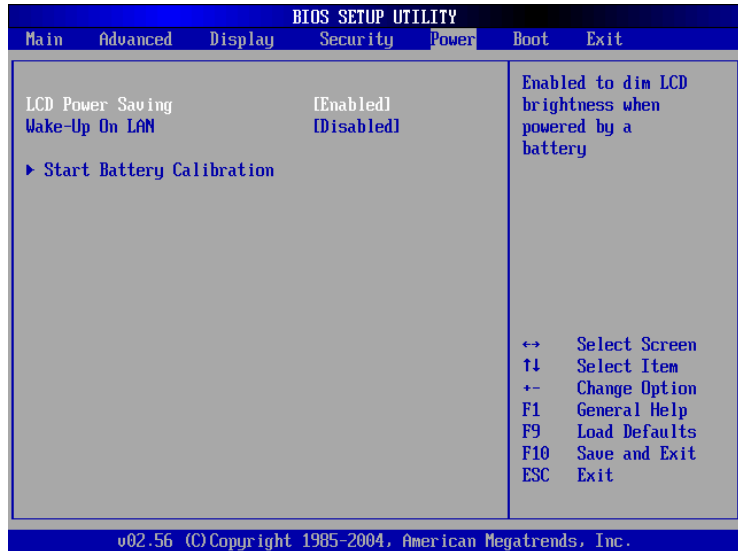 BIOS SETUP UTILITY
Main Advanced Display Security Power Boot Exit
LCD Power Saving [Enabled]
Wake-Up On LAN [Disabled]
▶ Start Battery Calibration
Enabled to dim LCD
brightness when
powered by a
battery
↔ Select Screen
↑↓ Select Item
+- Change Option
F1 General Help
F9 Load Defaults
F10 Save and Exit
ESC Exit
v02.56 (C)Copyright 1985-2004, American Megatrends, Inc.